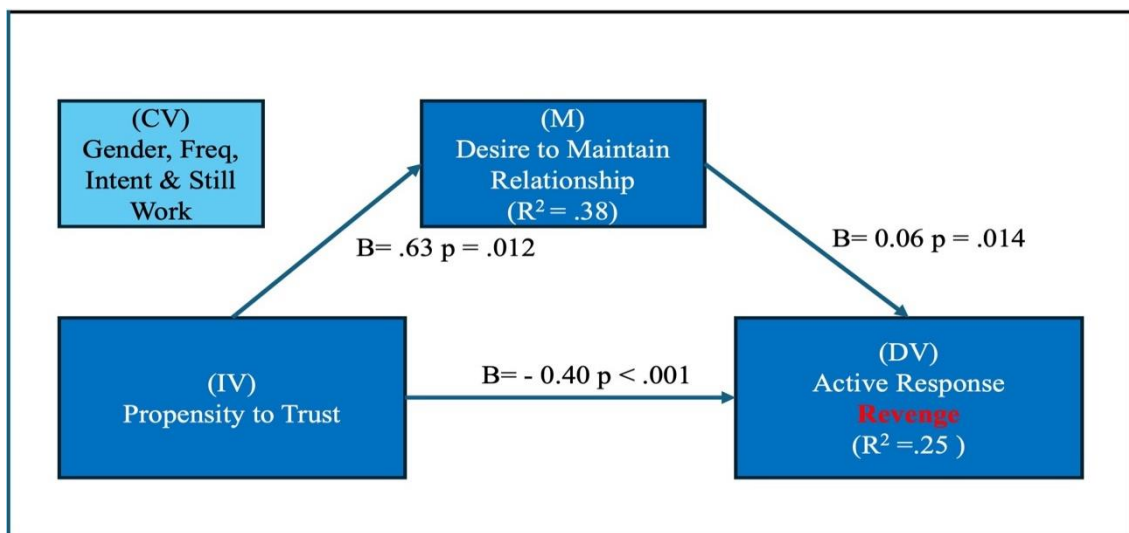 (CV)
Gender, Freq,
Intent & Still
Work
(M)
Desire to Maintain
Relationship
(R² = .38)
B= .63 p = .012
B= 0.06 p = .014
(IV)
Propensity to Trust
B= - 0.40 p < .001
(DV)
Active Response
Revenge
(R² =.25 )